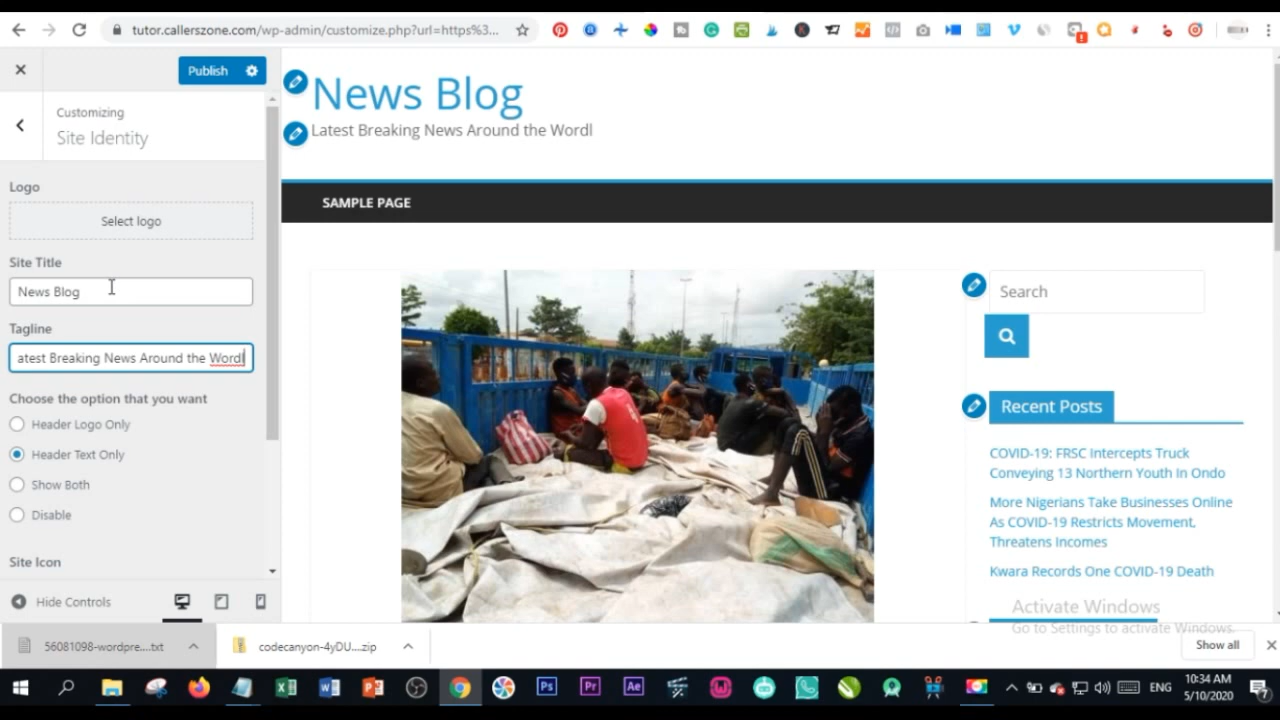 tutor.callerszone.com/wp-admin/customize.php?url=https%3...
Publish
Customizing
Site Identity
Logo
Select logo
Site Title
News Blog
Tagline
atest Breaking News Around the Wordl
Choose the option that you want
Header Logo Only
Header Text Only
Show Both
Disable
Site Icon
Hide Controls
News Blog
Latest Breaking News Around the Wordl
SAMPLE PAGE
Search
Recent Posts
COVID-19: FRSC Intercepts Truck
Conveying 13 Northern Youth In Ondo
More Nigerians Take Businesses Online
As COVID-19 Restricts Movement,
Threatens Incomes
Kwara Records One COVID-19 Death
Activate Windows
Go to Settings to activate Windows.
56081098-wordpre....txt
codecanyon-4yDU....zip
Show all
Ps
Pr
Ae
ENG
10:34 AM
5/10/2020
7